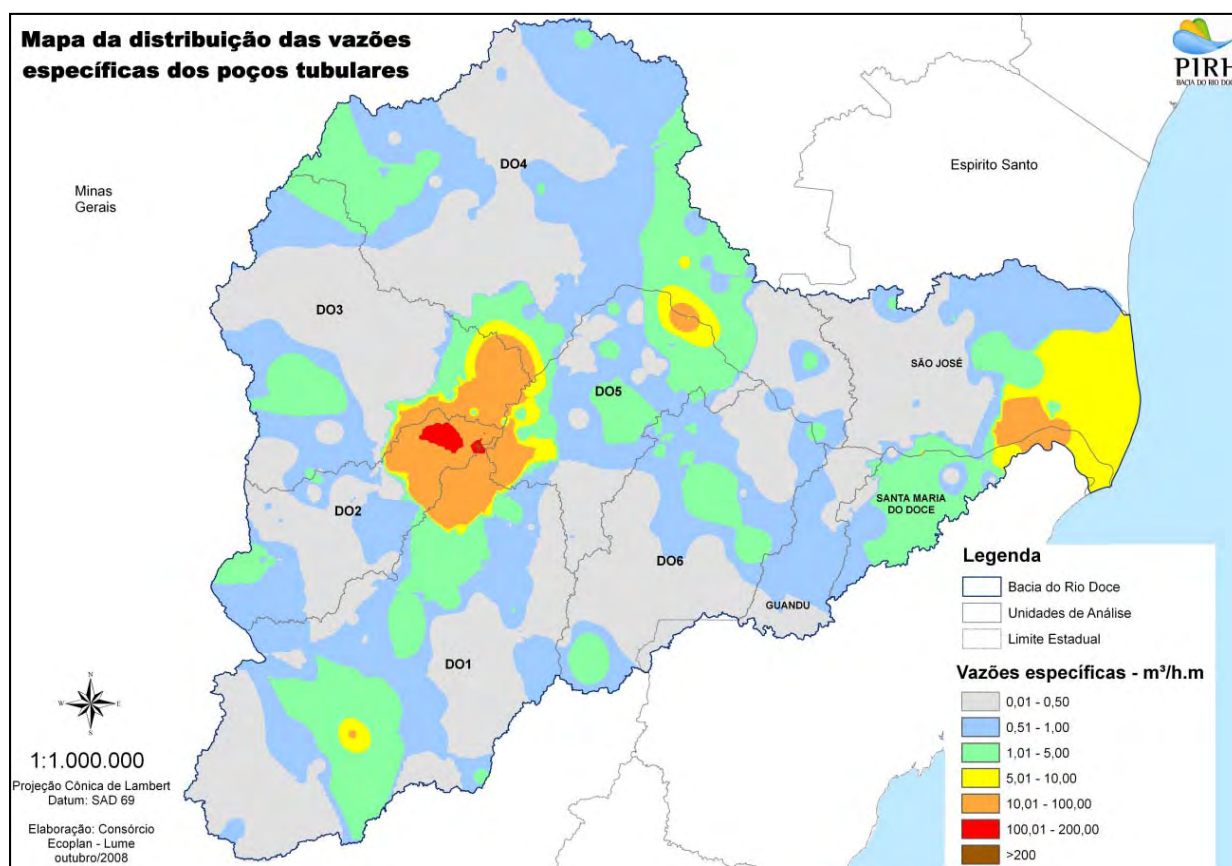 Mapa da distribuição das vazões
específicas dos poços tubulares
PIRH
BACIA DO RIO DOCE
DO4
Minas
Gerais
Espirito Santo
DO3
SÃO JOSÉ
DO5
SANTA MARIA
DO DOCE
DO2
DO6
GUANDU
DO1
N
W E
S
1:1.000.000
Projeção Cônica de Lambert
Datum: SAD 69
Elaboração: Consórcio
Ecoplan - Lume
outubro/2008
Legenda
Bacia do Rio Doce
Unidades de Análise
Limite Estadual
Vazões específicas - m³/h.m
0,01 - 0,50
0,51 - 1,00
1,01 - 5,00
5,01 - 10,00
10,01 - 100,00
100,01 - 200,00
>200